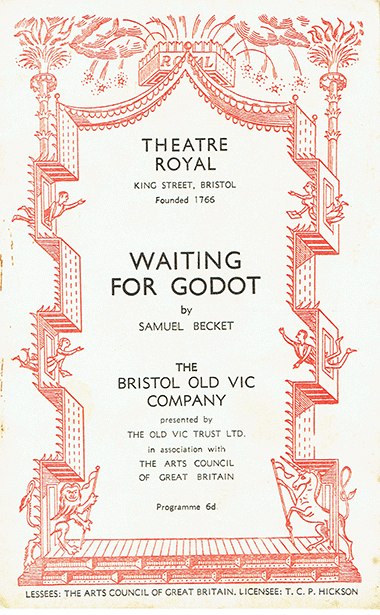 ROYAL
THEATRE
ROYAL
KING STREET, BRISTOL
Founded 1766
WAITING
FOR GODOT
by
SAMUEL BECKET
THE
BRISTOL OLD VIC
COMPANY
presented by
THE OLD VIC TRUST LTD.
in association with
THE ARTS COUNCIL
OF GREAT BRITAIN
Programme 6d
LESSEES: THE ARTS COUNCIL OF GREAT BRITAIN, LICENSEE: T. C. P. HICKSON